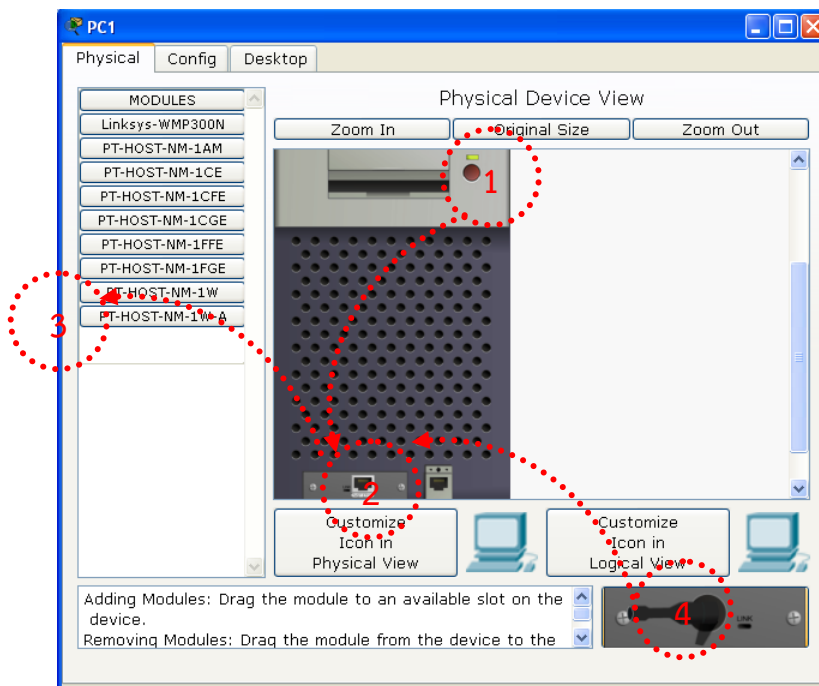 PC1
Physical
Config
Desktop
MODULES
Linksys-WMP300N
PT-HOST-NM-1AM
PT-HOST-NM-1CE
PT-HOST-NM-1CFE
PT-HOST-NM-1CGE
PT-HOST-NM-1FFE
PT-HOST-NM-1FGE
PT-HOST-NM-1W
PT-HOST-NM-1W-A
3
Physical Device View
Zoom In
Original Size
Zoom Out
1
2
Customize
Icon in
Physical View
Customize
Icon in
Logical View
Adding Modules: Drag the module to an available slot on the
device.
Removing Modules: Drag the module from the device to the
4
LINK